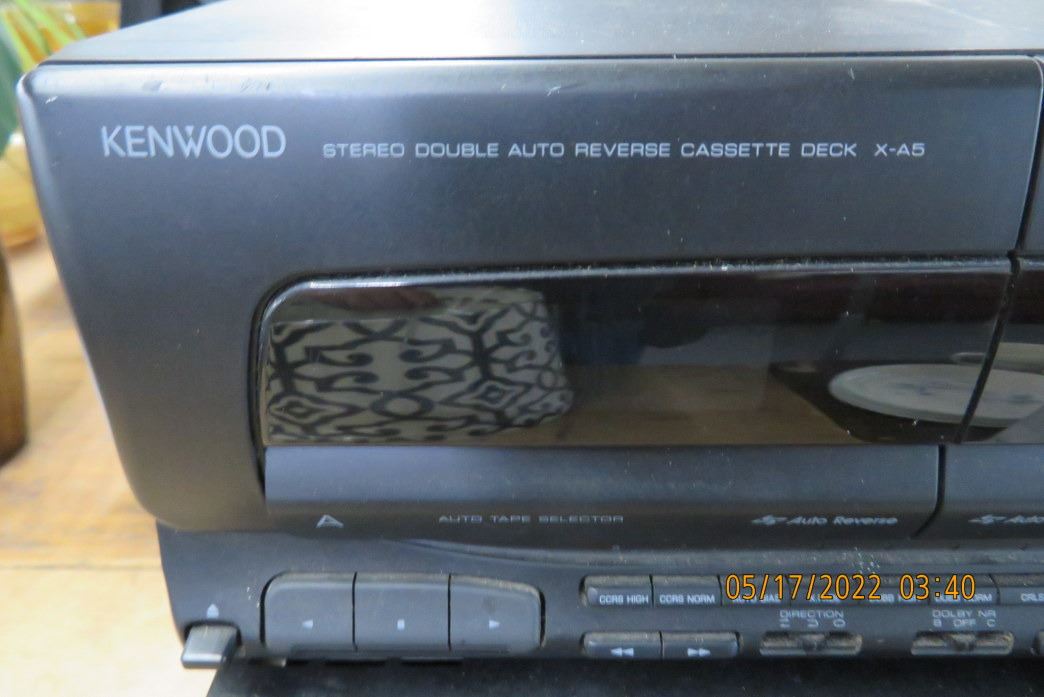 KENWOOD STEREO DOUBLE AUTO REVERSE CASSETTE DECK X-A5
A AUTO TAPE SELECTOR Auto Reverse Auto
CCRS HIGH CCRS NORM 05/17/2022 03:40
DIRECTION DOLBY NR
B OFF C